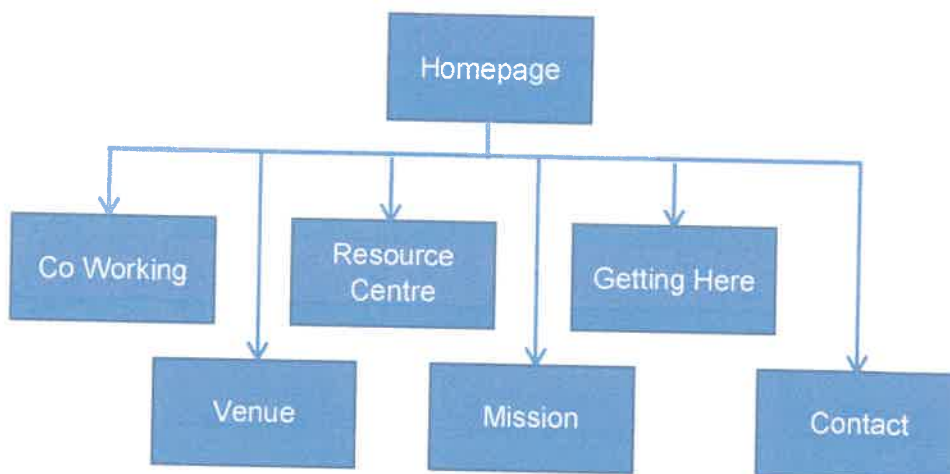 Homepage
Co Working
Resource
Centre
Getting Here
Venue
Mission
Contact